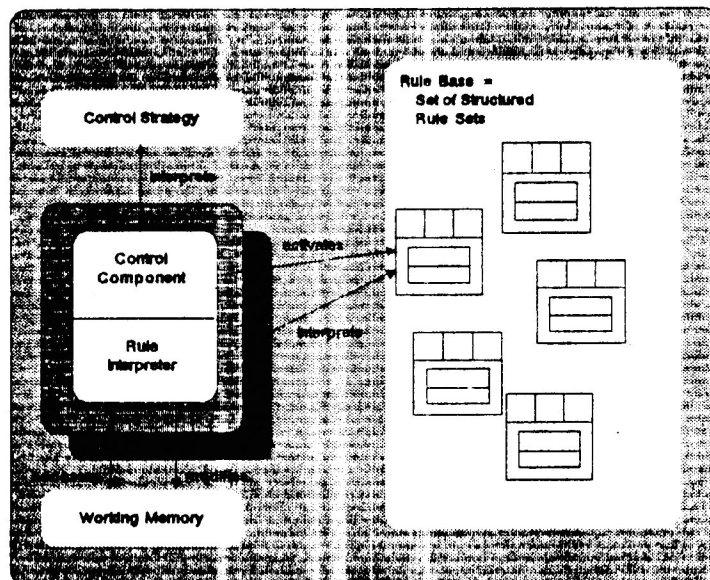 Rule Base =
Set of Structured
Rule Sets
Control Strategy
interprets
Control
Component
activates
Rule
Interpreter
interprets
Working Memory